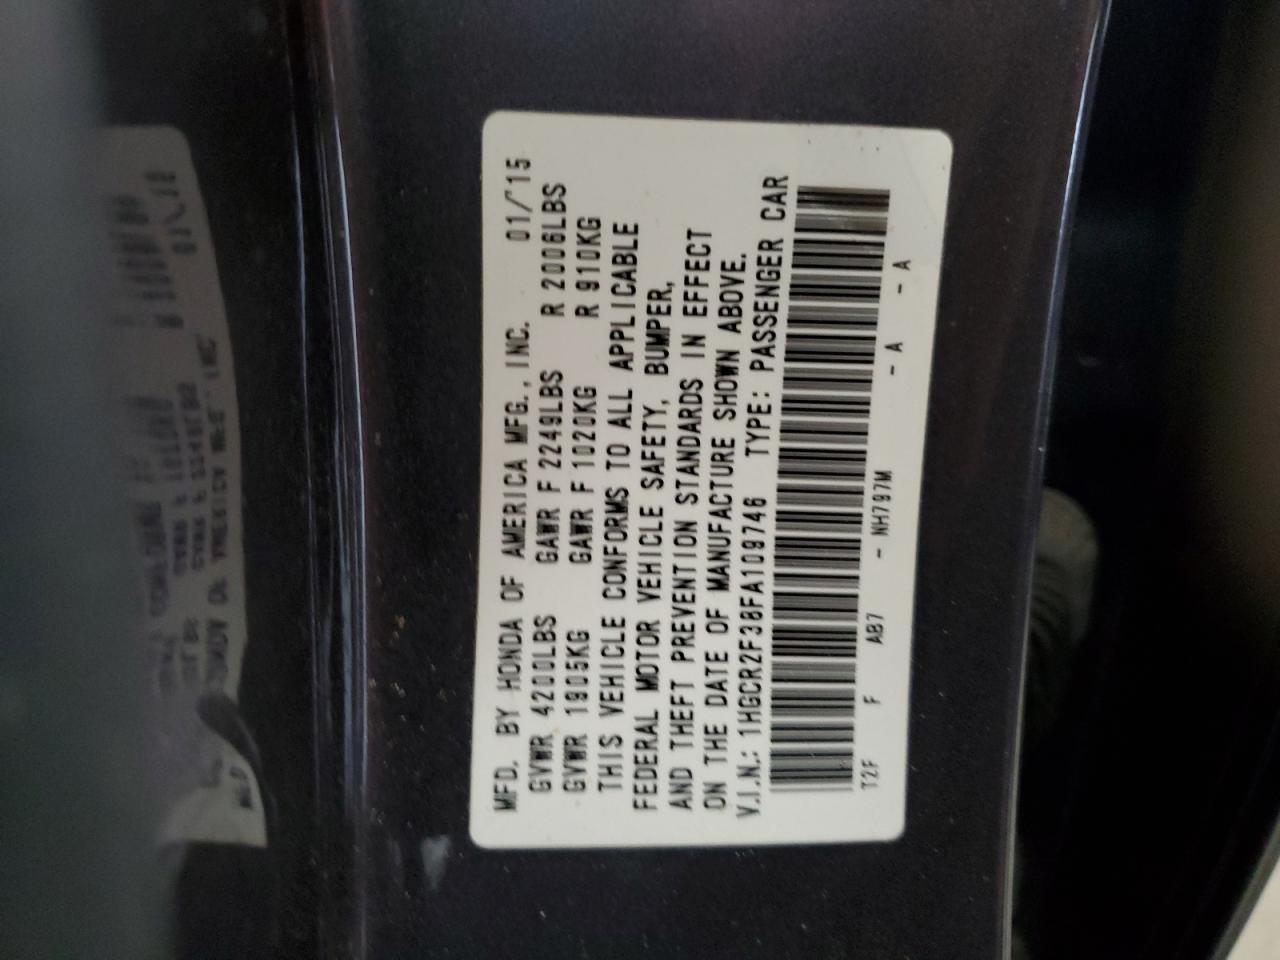 MFD. BY HONDA OF AMERICA MFG., INC. 01/'15
GVWR 4200LBS GAWR F 2249LBS R 2006LBS
GVWR 1905KG GAWR F 1020KG R 910KG
THIS VEHICLE CONFORMS TO ALL APPLICABLE
FEDERAL MOTOR VEHICLE SAFETY, BUMPER,
AND THEFT PREVENTION STANDARDS IN EFFECT
ON THE DATE OF MANUFACTURE SHOWN ABOVE.
V.I.N.: 1HGCR2F38FA109746 TYPE: PASSENGER CAR
T2F F AB7 - NH797M - A - A